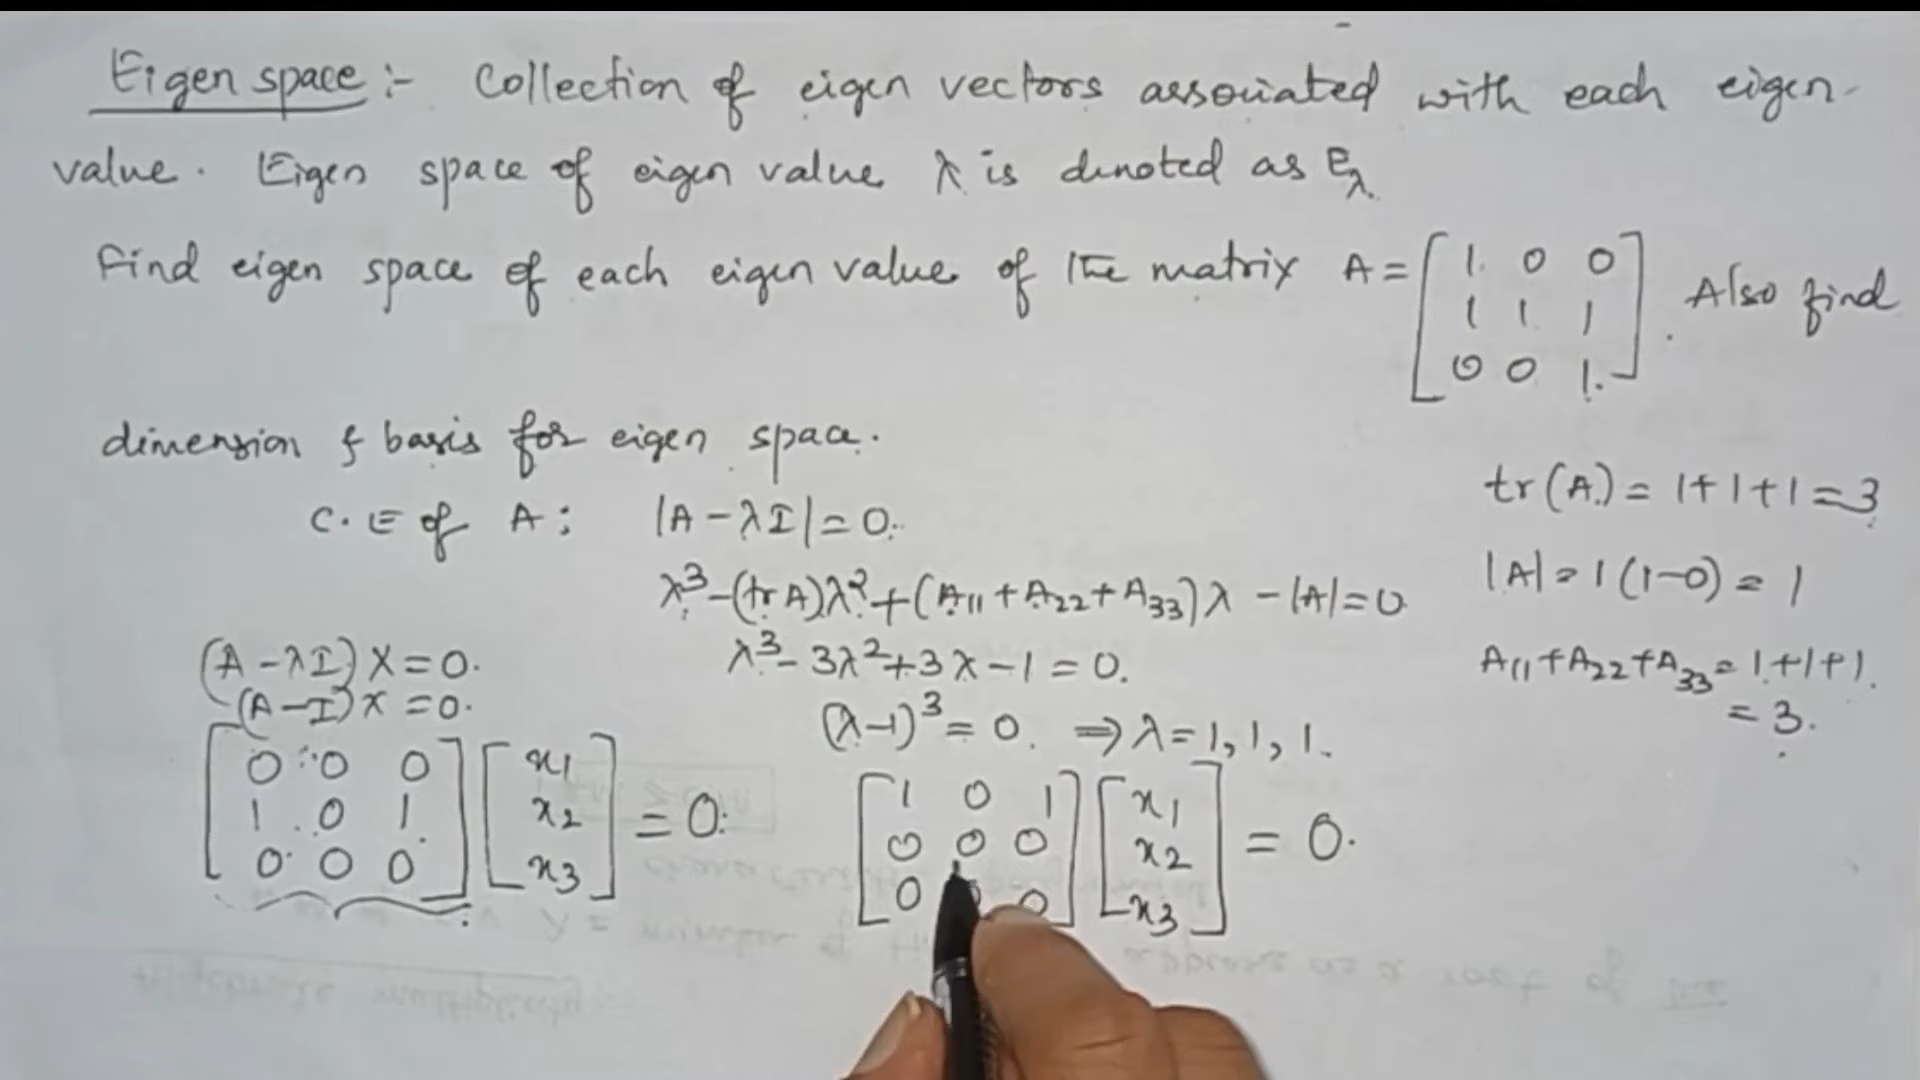 Eigen space :- Collection of eigen vectors associated with each eigen
value. Eigen space of eigen value λ is denoted as Eλ.
Find eigen space of each eigen value of the matrix A = [1 0 0
1 1 1
0 0 1]. Also find
dimension & basis for eigen space.
C.E of A: |A - λI| = 0.
λ³ - (tr A)λ² + (A₁₁ + A₂₂ + A₃₃)λ - |A| = 0
λ³ - 3λ² + 3λ - 1 = 0.
(λ-1)³ = 0. ⇒ λ = 1, 1, 1.
tr(A) = 1+1+1 = 3
|A| = 1(1-0) = 1
A₁₁ + A₂₂ + A₃₃ = 1+1+1.
= 3.
(A - λI)X = 0.
(A - I)X = 0.
[0 0 0
1 0 1
0 0 0] [x₁
x₂
x₃] = 0.
[1 0 1
0 0 0
0 0] [x₁
x₂
x₃] = 0.